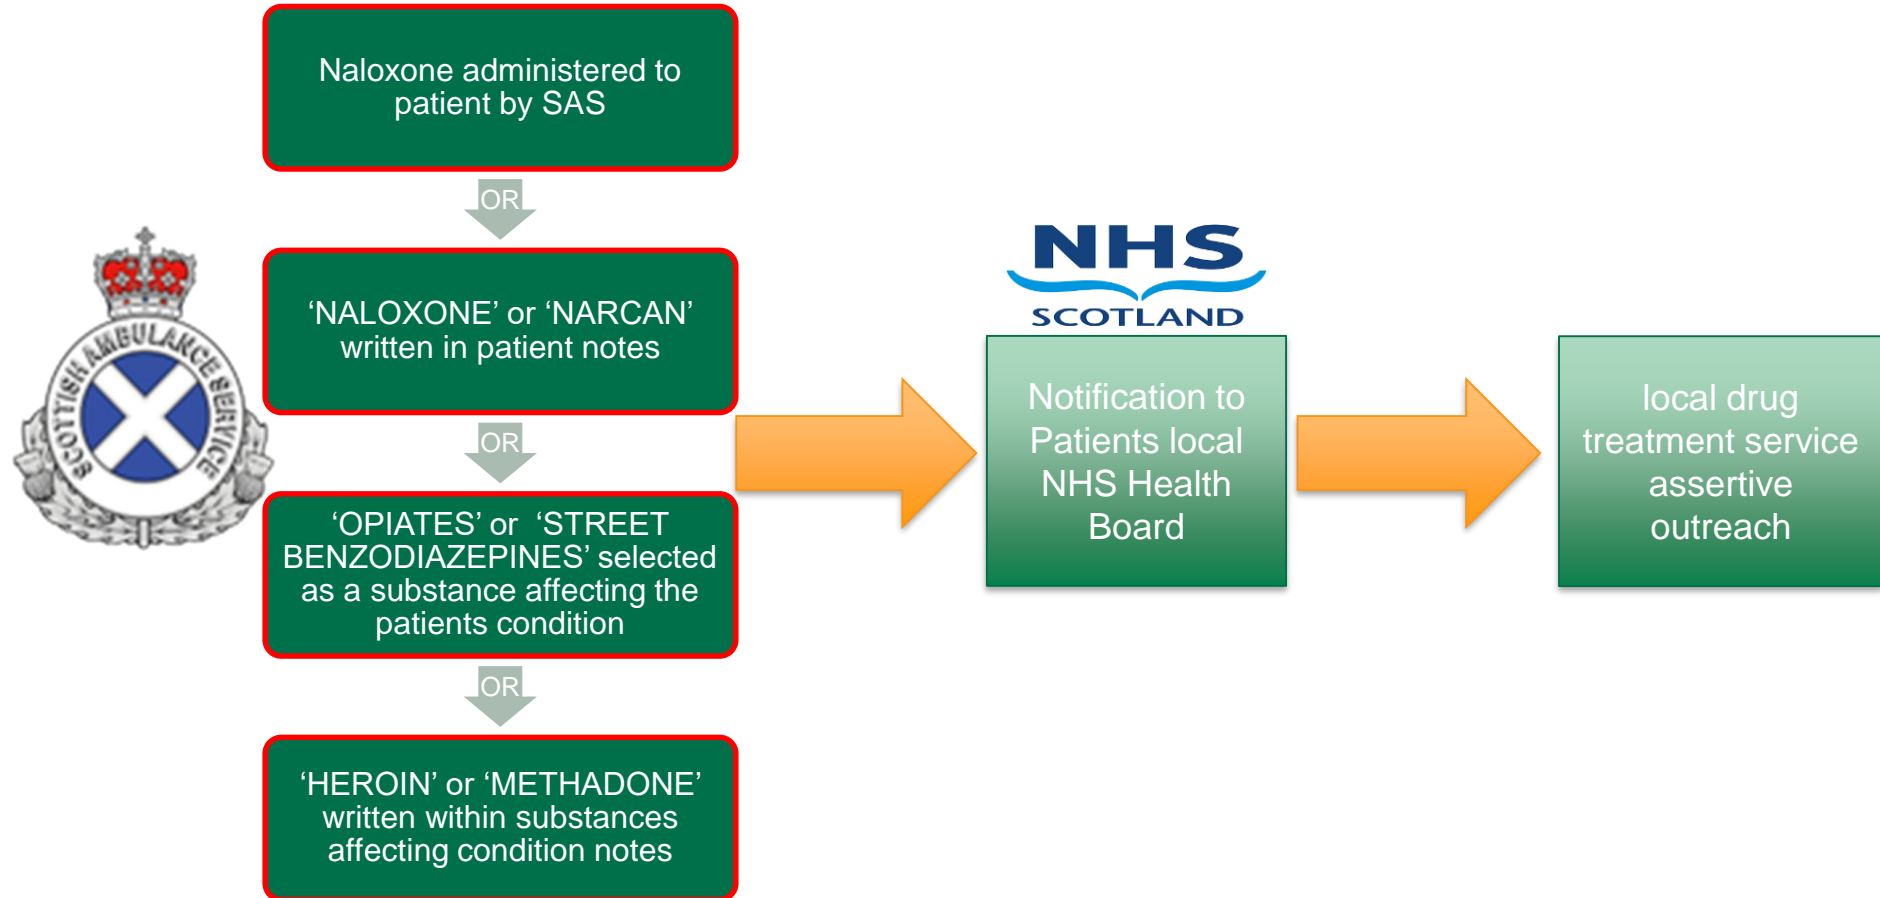 Naloxone administered to
patient by SAS
OR
‘NALOXONE’ or ‘NARCAN’
written in patient notes
OR
‘OPIATES’ or ‘STREET
BENZODIAZEPINES’ selected
as a substance affecting the
patients condition
OR
‘HEROIN’ or ‘METHADONE’
written within substances
affecting condition notes
SCOTTISH AMBULANCE SERVICE
NHS
SCOTLAND
Notification to
Patients local
NHS Health
Board
local drug
treatment service
assertive
outreach